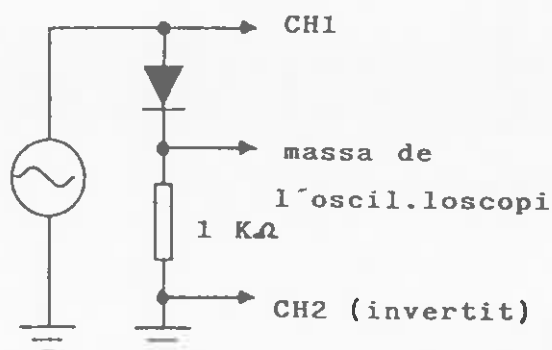 CH1
massa de
l´oscil.loscopi
1 KΩ
CH2 (invertit)